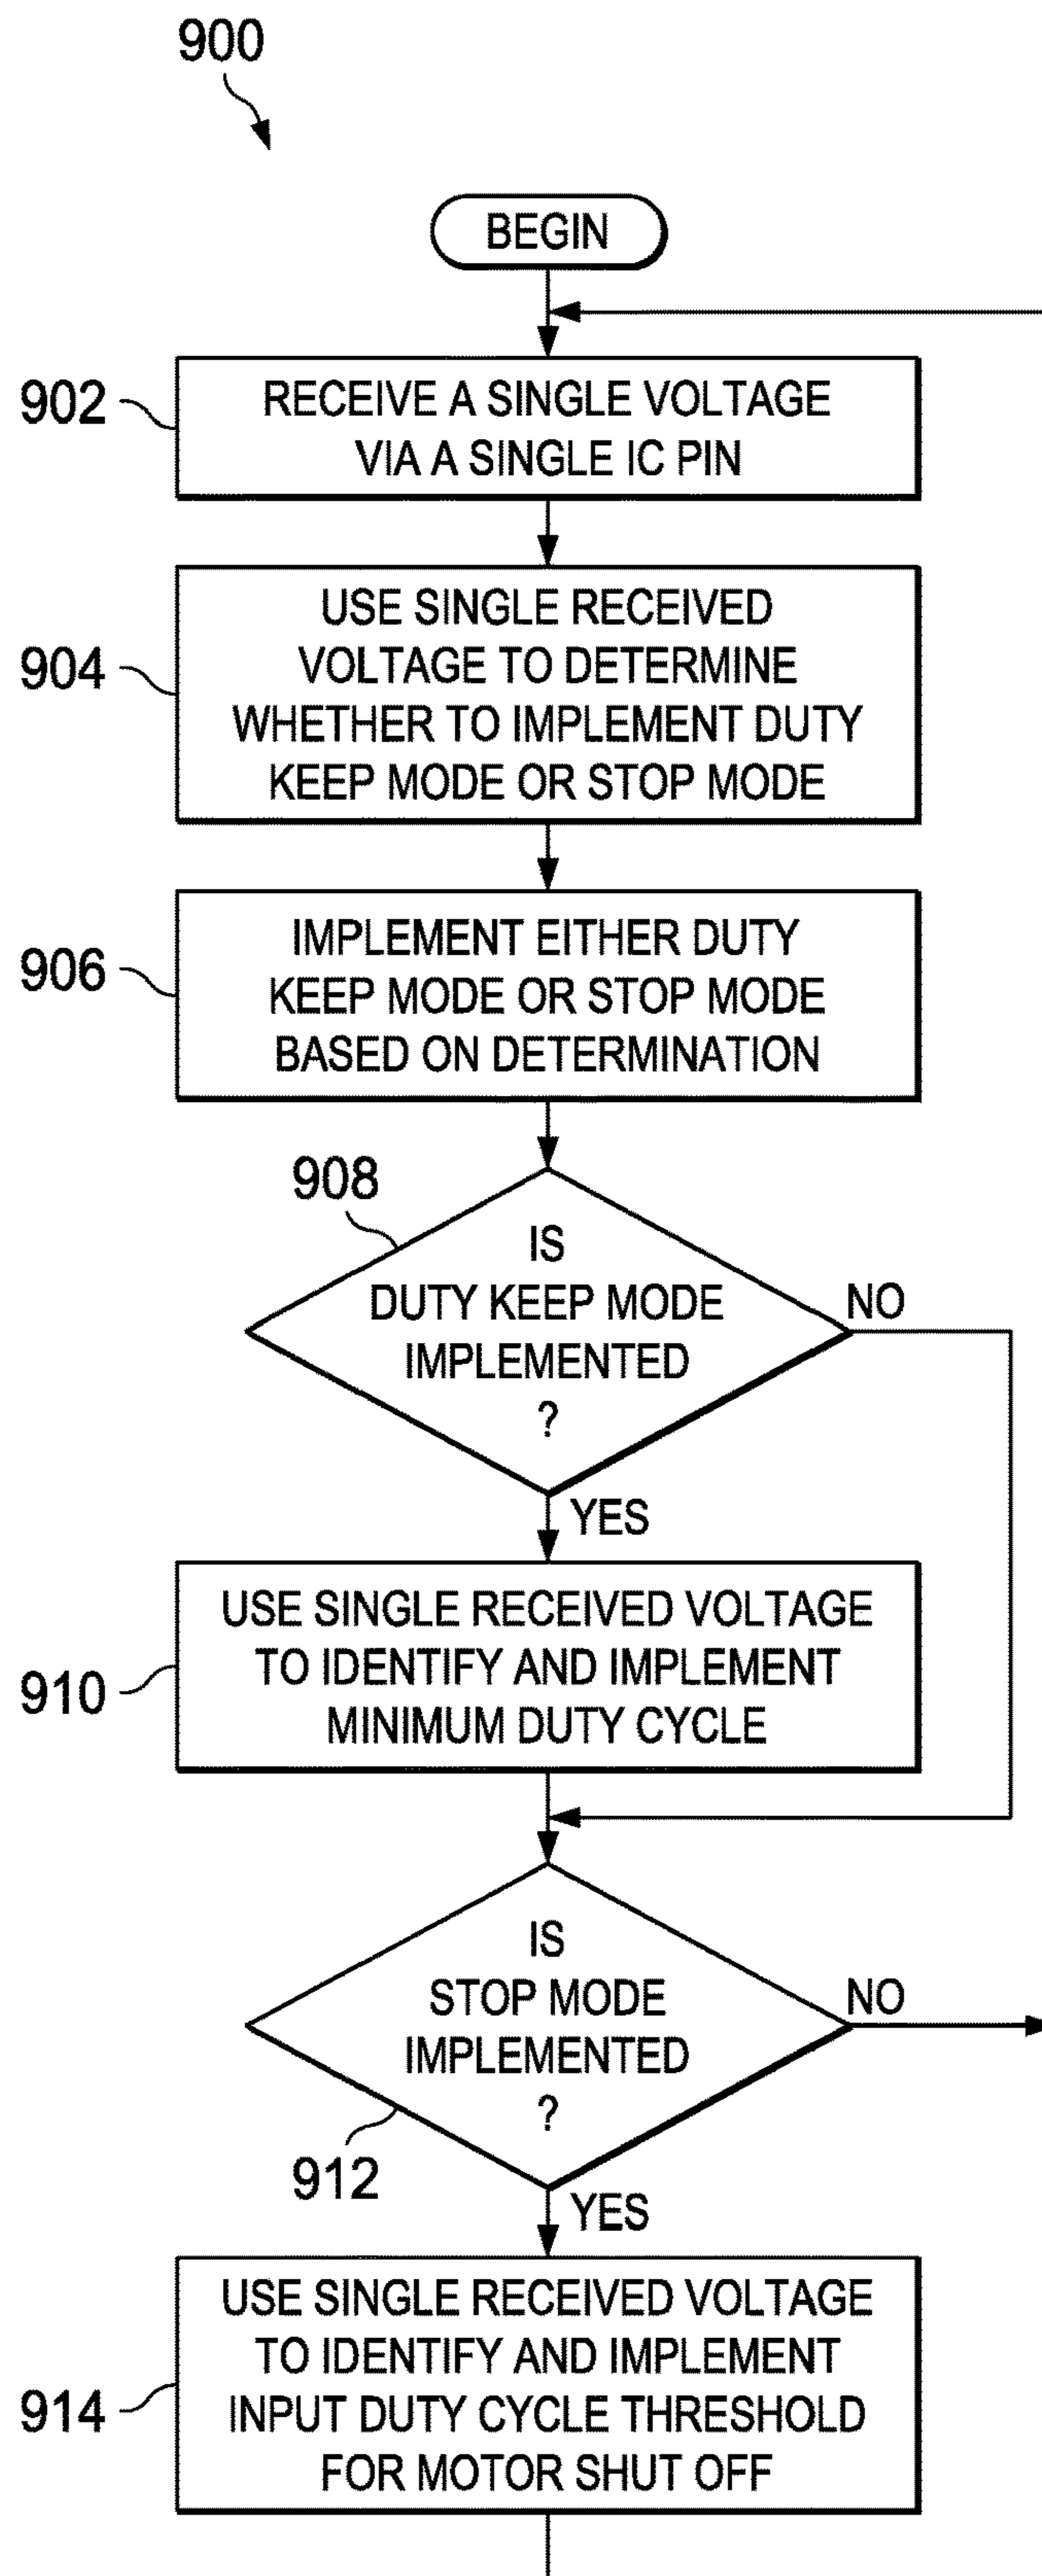 900
BEGIN
902
RECEIVE A SINGLE VOLTAGE
VIA A SINGLE IC PIN
904
USE SINGLE RECEIVED
VOLTAGE TO DETERMINE
WHETHER TO IMPLEMENT DUTY
KEEP MODE OR STOP MODE
906
IMPLEMENT EITHER DUTY
KEEP MODE OR STOP MODE
BASED ON DETERMINATION
908
IS
DUTY KEEP MODE
IMPLEMENTED
?
NO
YES
910
USE SINGLE RECEIVED VOLTAGE
TO IDENTIFY AND IMPLEMENT
MINIMUM DUTY CYCLE
IS
STOP MODE
IMPLEMENTED
?
NO
912
YES
914
USE SINGLE RECEIVED VOLTAGE
TO IDENTIFY AND IMPLEMENT
INPUT DUTY CYCLE THRESHOLD
FOR MOTOR SHUT OFF